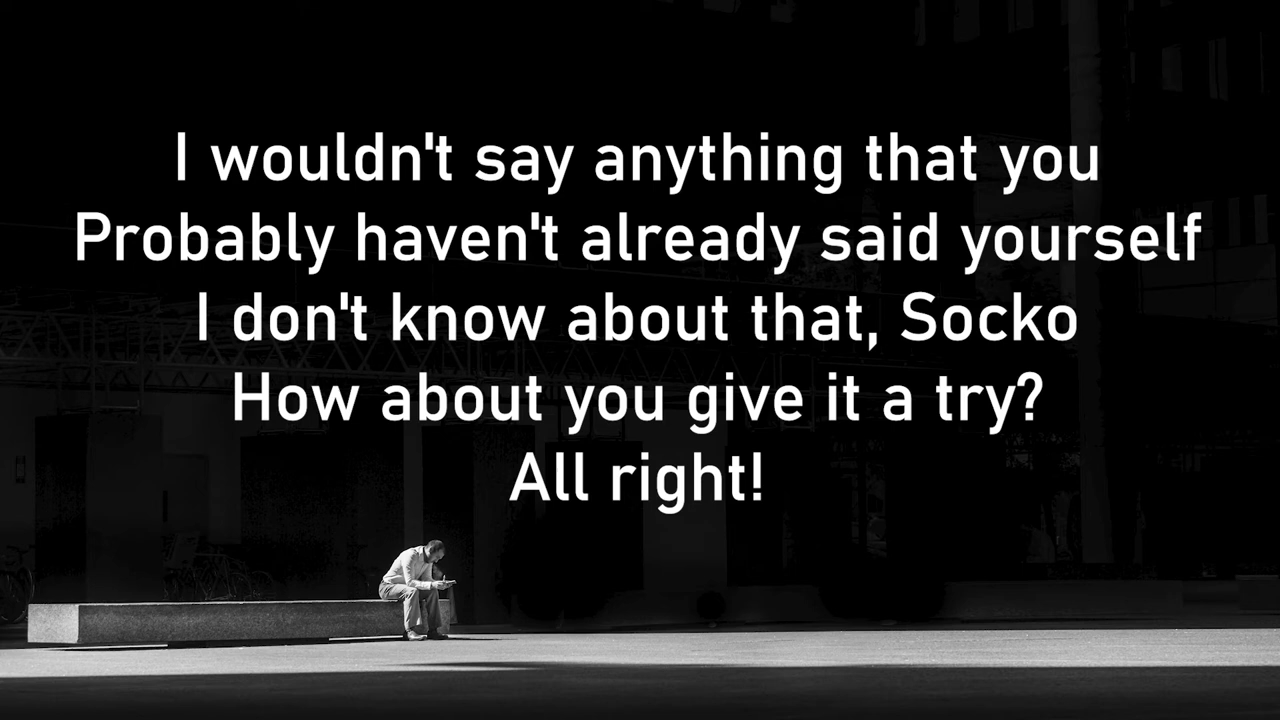 I wouldn't say anything that you
Probably haven't already said yourself
I don't know about that, Socko
How about you give it a try?
All right!